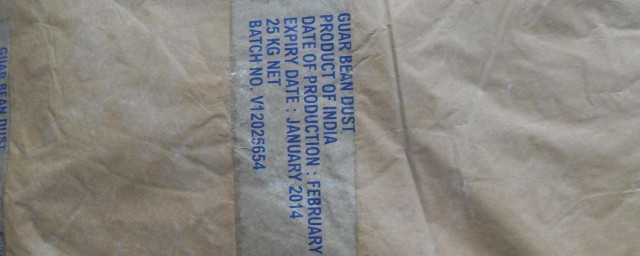 GUAR BEAN DUST
PRODUCT OF INDIA
DATE OF PRODUCTION : FEBRUARY
EXPIRY DATE : JANUARY 2014
25 KG NET
BATCH NO. V12025654
GUAR BEAN DUST